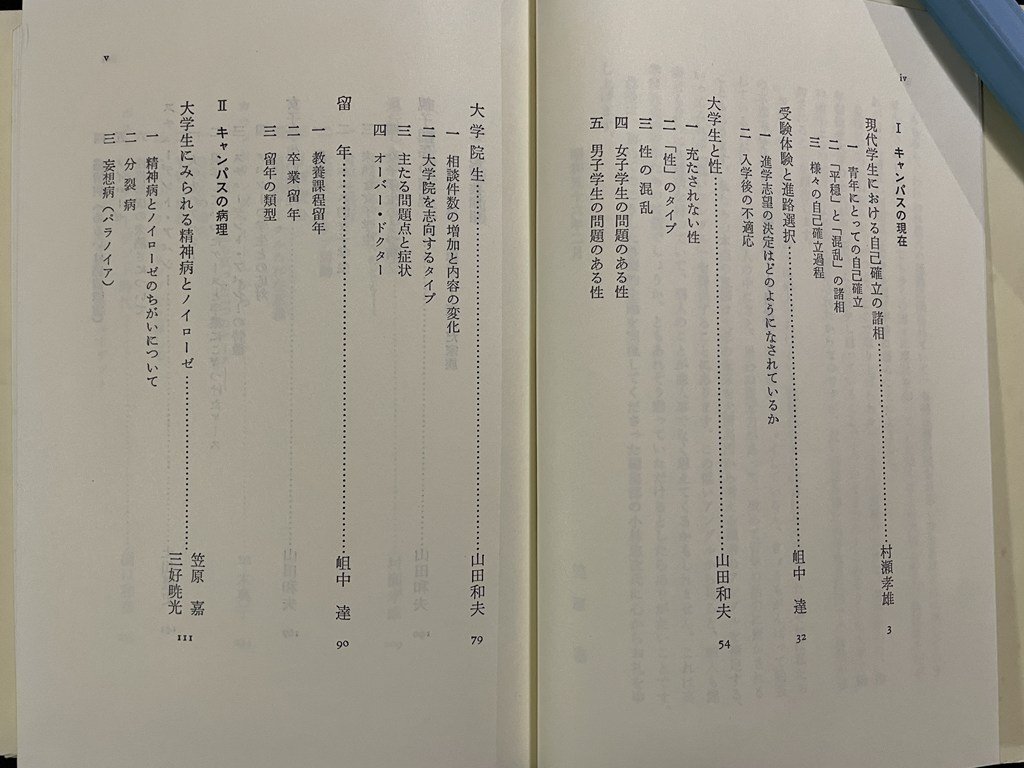 iv
Ⅰ キャンパスの現在
現代学生における自己確立の諸相……村瀬孝雄 3
一 青年にとっての自己確立
二 「平穏」と「混乱」の諸相
三 様々の自己確立過程
受験体験と進路選択……岨中 達 32
一 進学志望の決定はどのようになされているか
二 入学後の不適応
大学生と性……山田和夫 54
一 充たされない性
二 「性」のタイプ
三 性の混乱
四 女子学生の問題のある性
五 男子学生の問題のある性
大学院生……山田和夫 79
一 相談件数の増加と内容の変化
二 大学院を志向するタイプ
三 主たる問題点と症状
四 オーバー・ドクター
留年……岨中 達 90
一 教養課程留年
二 卒業留年
三 留年の類型
Ⅱ キャンパスの病理
大学生にみられる精神病とノイローゼ……笠原 嘉
三好暁光 111
一 精神病とノイローゼのちがいについて
二 分裂病
三 妄想病（パラノイア）
v